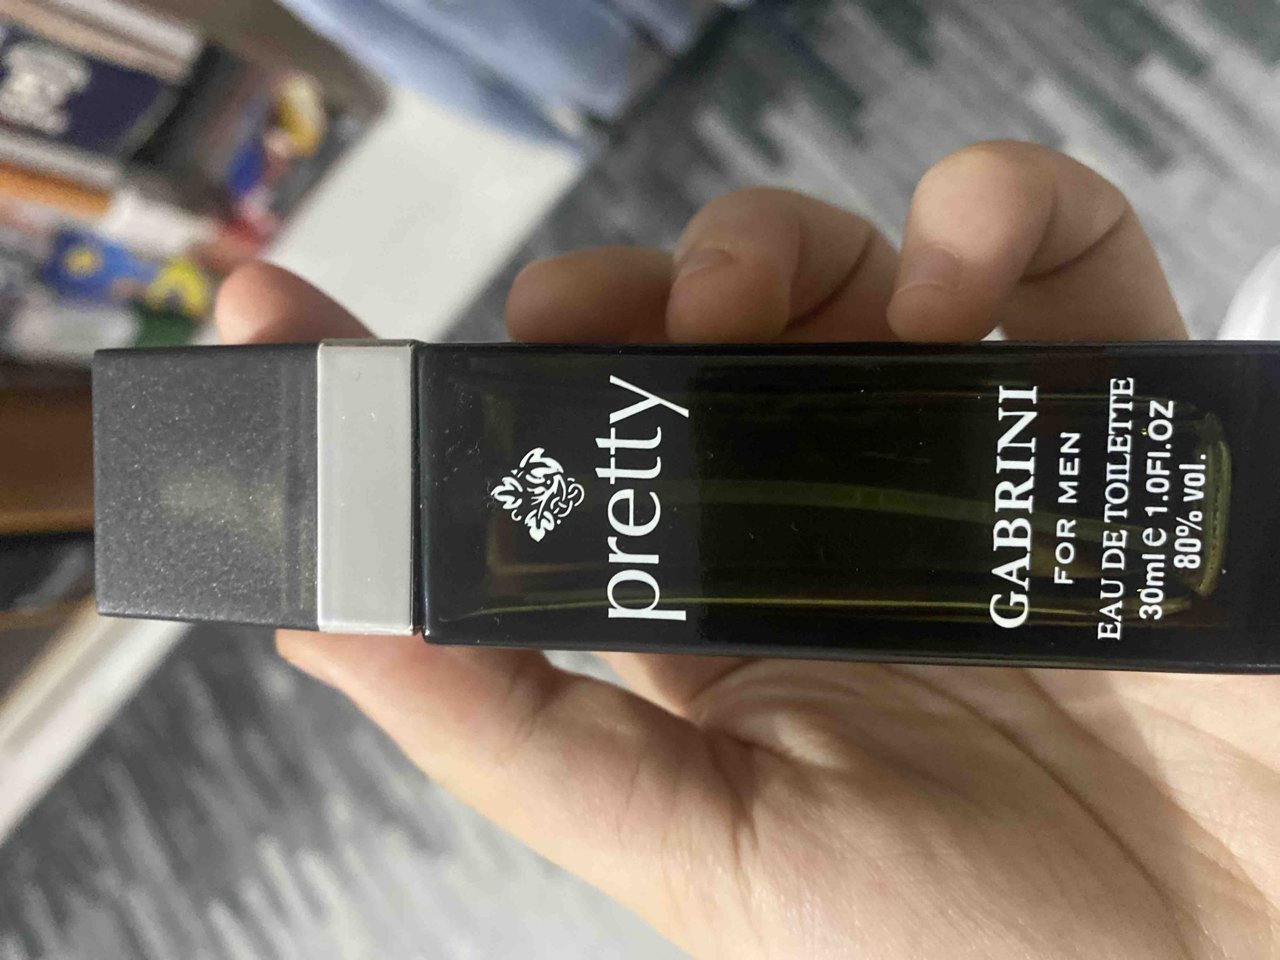 pretty
GABRINI
FOR MEN
EAU DE TOILETTE
30ml e 1.0Fl.OZ
80% vol.